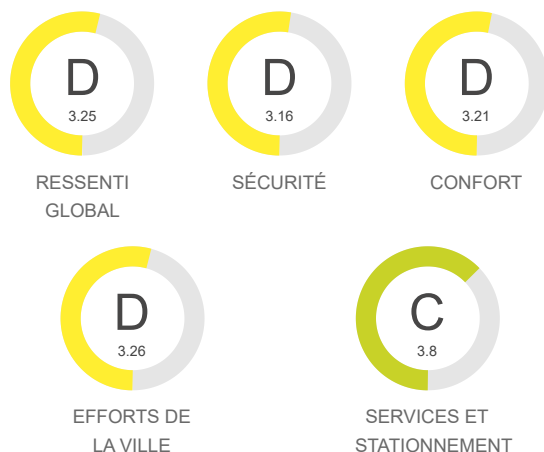 D
3.25
RESSENTI
GLOBAL
D
3.16
SÉCURITÉ
D
3.21
CONFORT
D
3.26
EFFORTS DE
LA VILLE
C
3.8
SERVICES ET
STATIONNEMENT